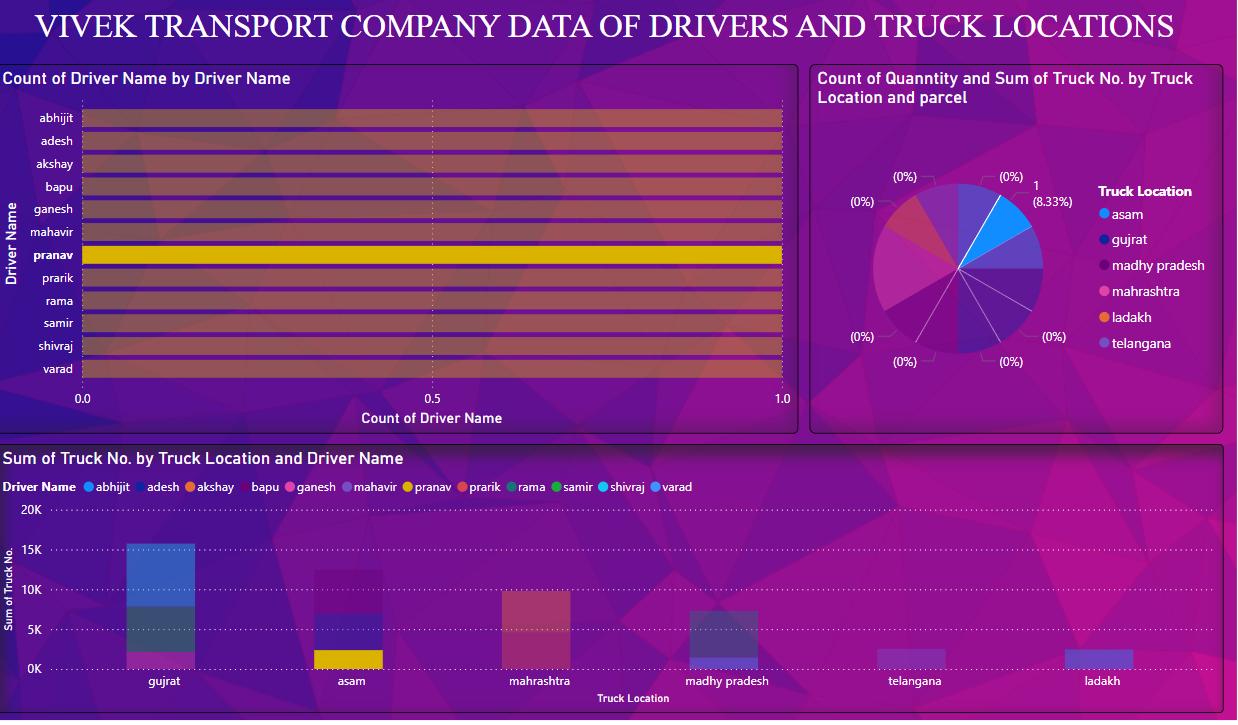 VIVEK TRANSPORT COMPANY DATA OF DRIVERS AND TRUCK LOCATIONS
Count of Driver Name by Driver Name
Driver Name
abhijit
adesh
akshay
bapu
ganesh
mahavir
pranav
prarik
rama
samir
shivraj
varad
0.0 0.5 1.0
Count of Driver Name
Count of Quanntity and Sum of Truck No. by Truck
Location and parcel
(0%) (0%) 1
(0%) (8.33%)
(0%) (0%)
(0%) (0%)
Truck Location
asam
gujrat
madhy pradesh
mahrashtra
ladakh
telangana
Sum of Truck No. by Truck Location and Driver Name
Driver Name abhijit adesh akshay bapu ganesh mahavir pranav prarik rama samir shivraj varad
Sum of Truck No.
20K
15K
10K
5K
0K
gujrat asam mahrashtra madhy pradesh telangana ladakh
Truck Location